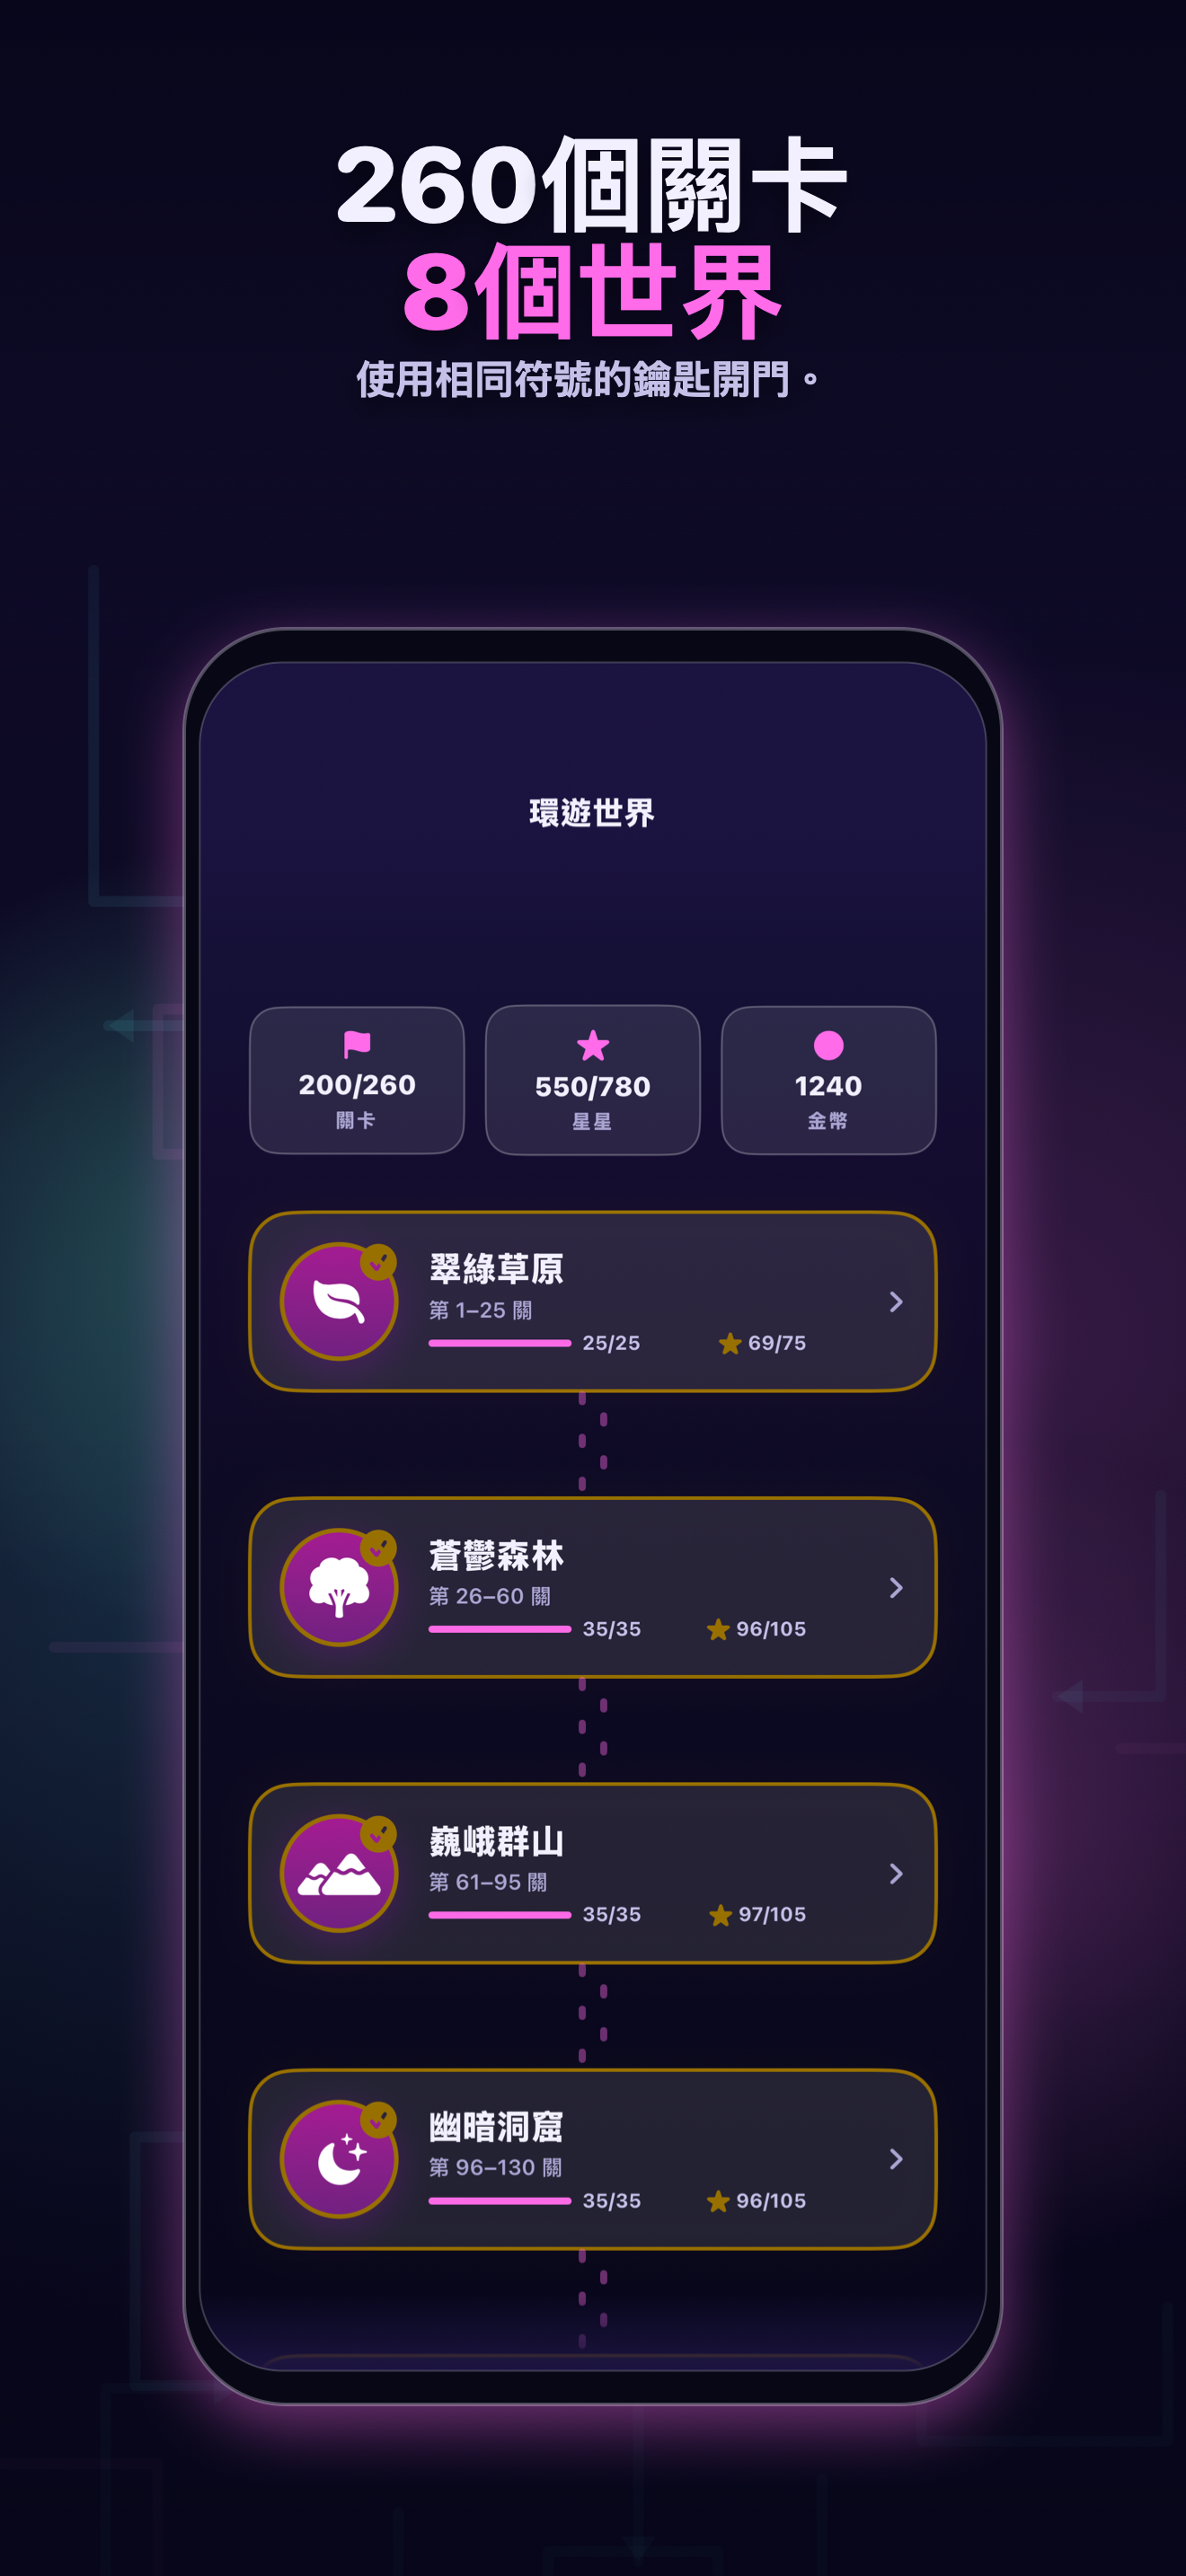 260個關卡
8個世界
使用相同符號的鑰匙開門。
環遊世界
200/260
關卡
550/780
星星
1240
金幣
翠綠草原
第 1–25 關
25/25
69/75
蒼鬱森林
第 26–60 關
35/35
96/105
巍峨群山
第 61–95 關
35/35
97/105
幽暗洞窟
第 96–130 關
35/35
96/105